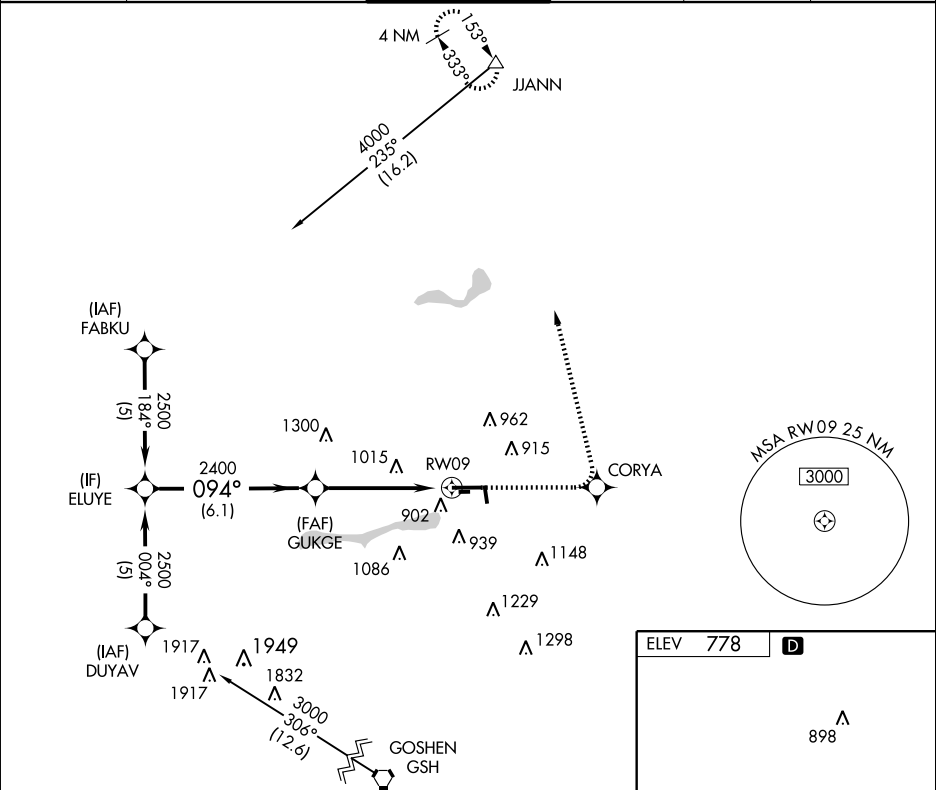 4 NM
153°
333°
JJANN
4000
235°
(16.2)
(IAF)
FABKU
2500
184°
(5)
1300
962
915
1015
RW09
CORYA
MSA RW09 25 NM
3000
(IF)
ELUYE
2400
094°
(6.1)
(FAF)
GUKGE
902
939
1086
1148
2500
004°
(5)
1229
1298
(IAF)
DUYAV
1917
1949
1917
1832
3000
306°
(12.6)
GOSHEN
GSH
ELEV 778 D
898